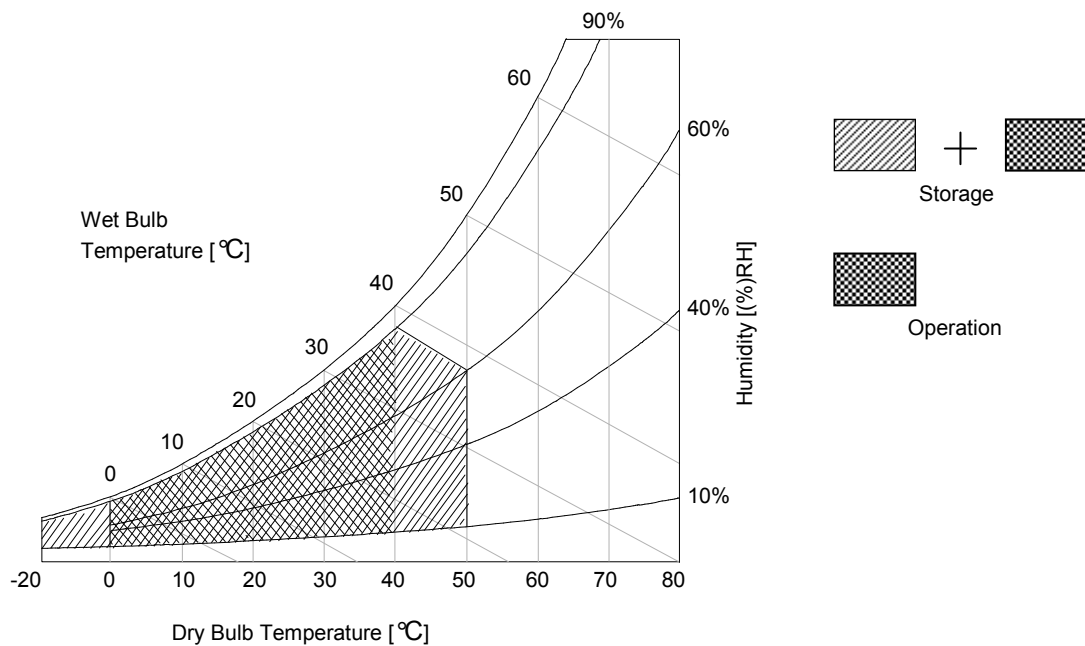 90%
60
60%
50
Wet Bulb
Temperature [℃]
40
40%
30
20
10
0
10%
Humidity [(%)RH]
-20 0 10 20 30 40 50 60 70 80
Dry Bulb Temperature [℃]
Storage
Operation